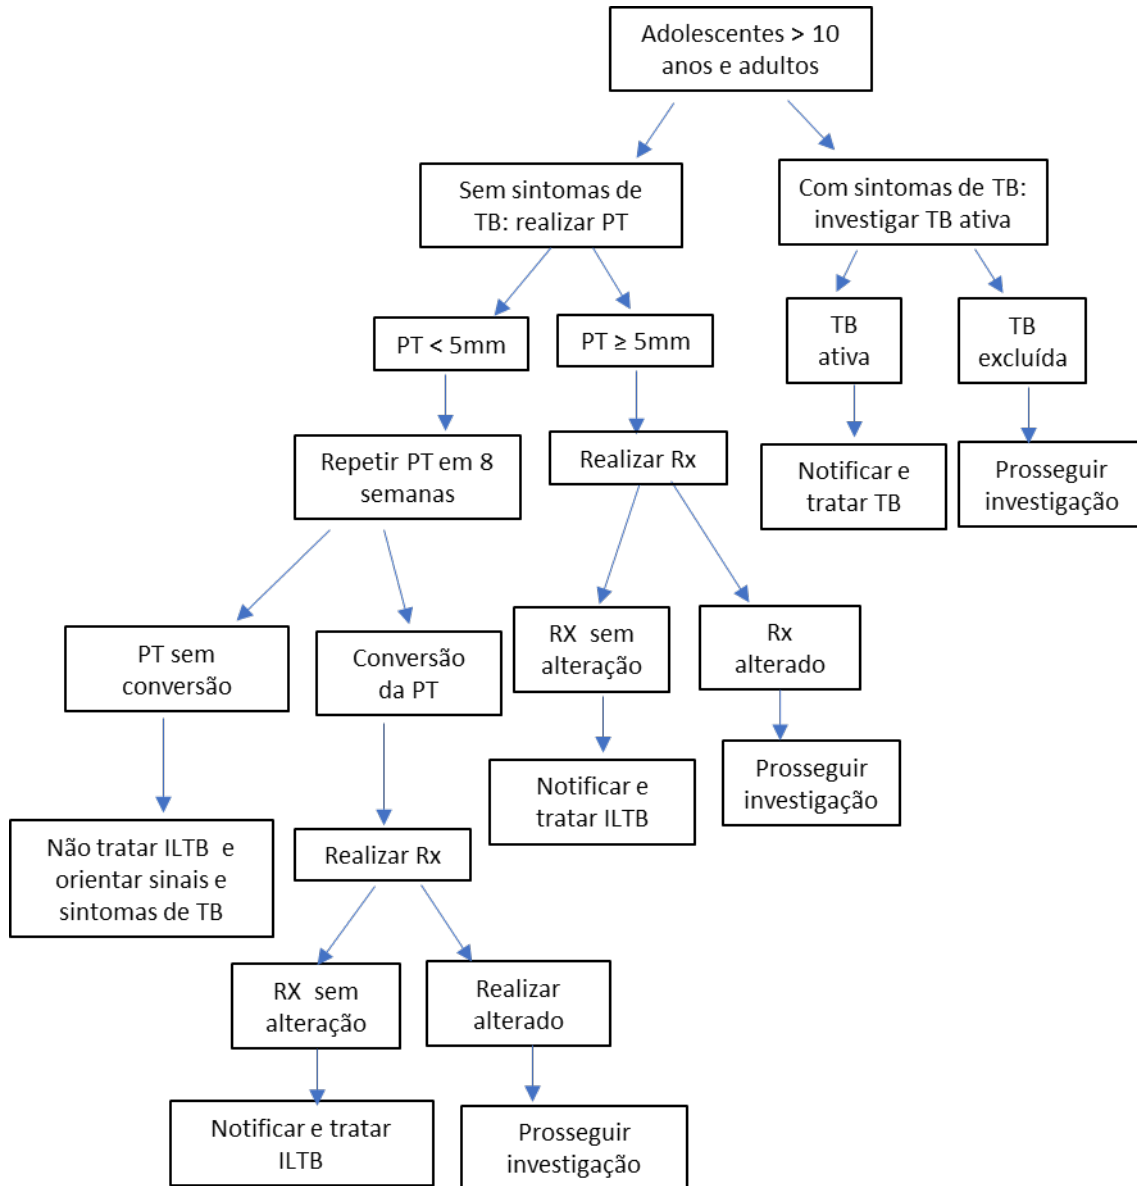 Adolescentes > 10
anos e adultos
Sem sintomas de
TB: realizar PT
Com sintomas de TB:
investigar TB ativa
PT < 5mm
PT ≥ 5mm
TB
ativa
TB
excluída
Repetir PT em 8
semanas
Realizar Rx
Notificar e
tratar TB
Prosseguir
investigação
PT sem
conversão
Conversão
da PT
RX sem
alteração
Rx
alterado
Notificar e
tratar ILTB
Prosseguir
investigação
Não tratar ILTB e
orientar sinais e
sintomas de TB
Realizar Rx
RX sem
alteração
Realizar
alterado
Notificar e tratar
ILTB
Prosseguir
investigação